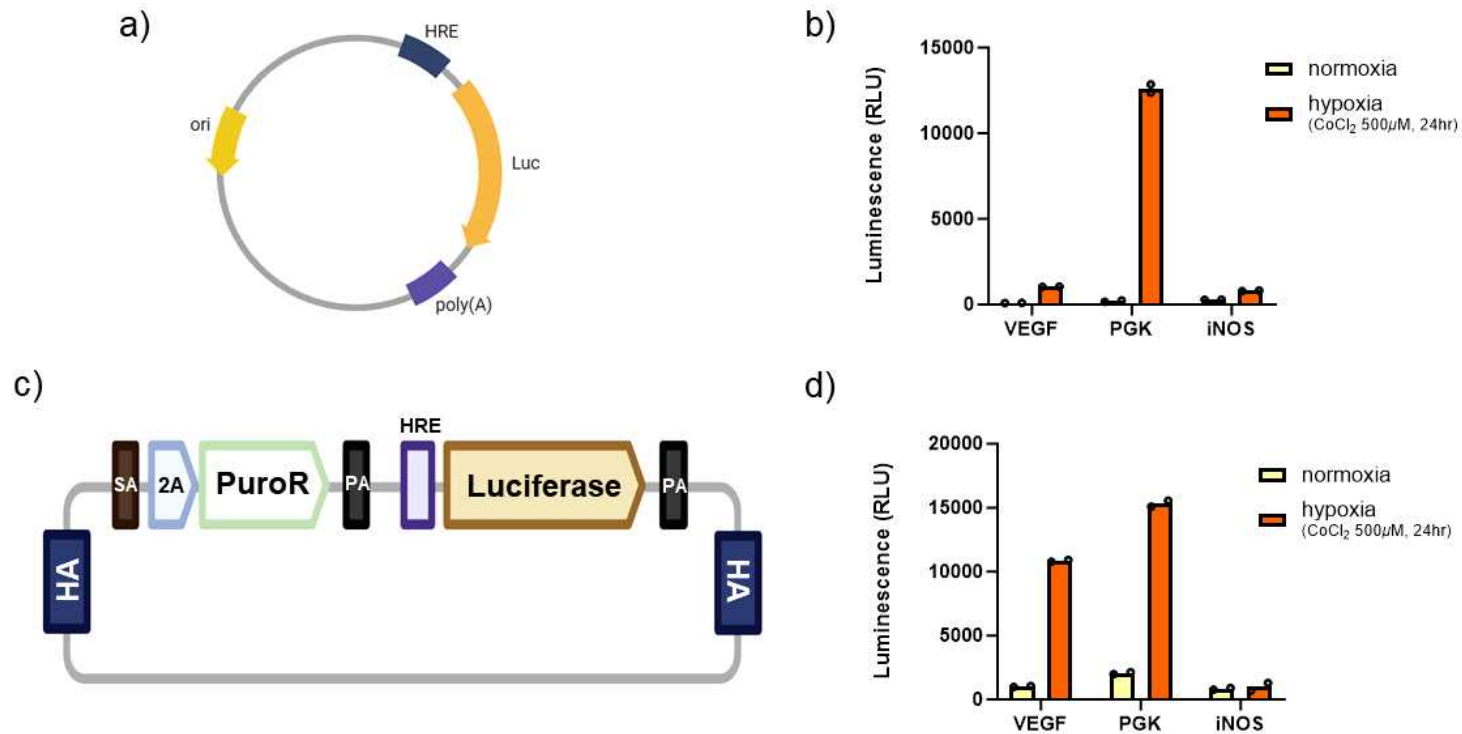 a)
HRE
ori
Luc
poly(A)
b)
Luminescence (RLU)
15000
10000
5000
0
VEGF PGK iNOS
normoxia
hypoxia
(CoCl₂ 500µM, 24hr)
c)
HRE
SA 2A PuroR PA Luciferase PA
HA HA
d)
Luminescence (RLU)
20000
15000
10000
5000
0
VEGF PGK iNOS
normoxia
hypoxia
(CoCl₂ 500µM, 24hr)